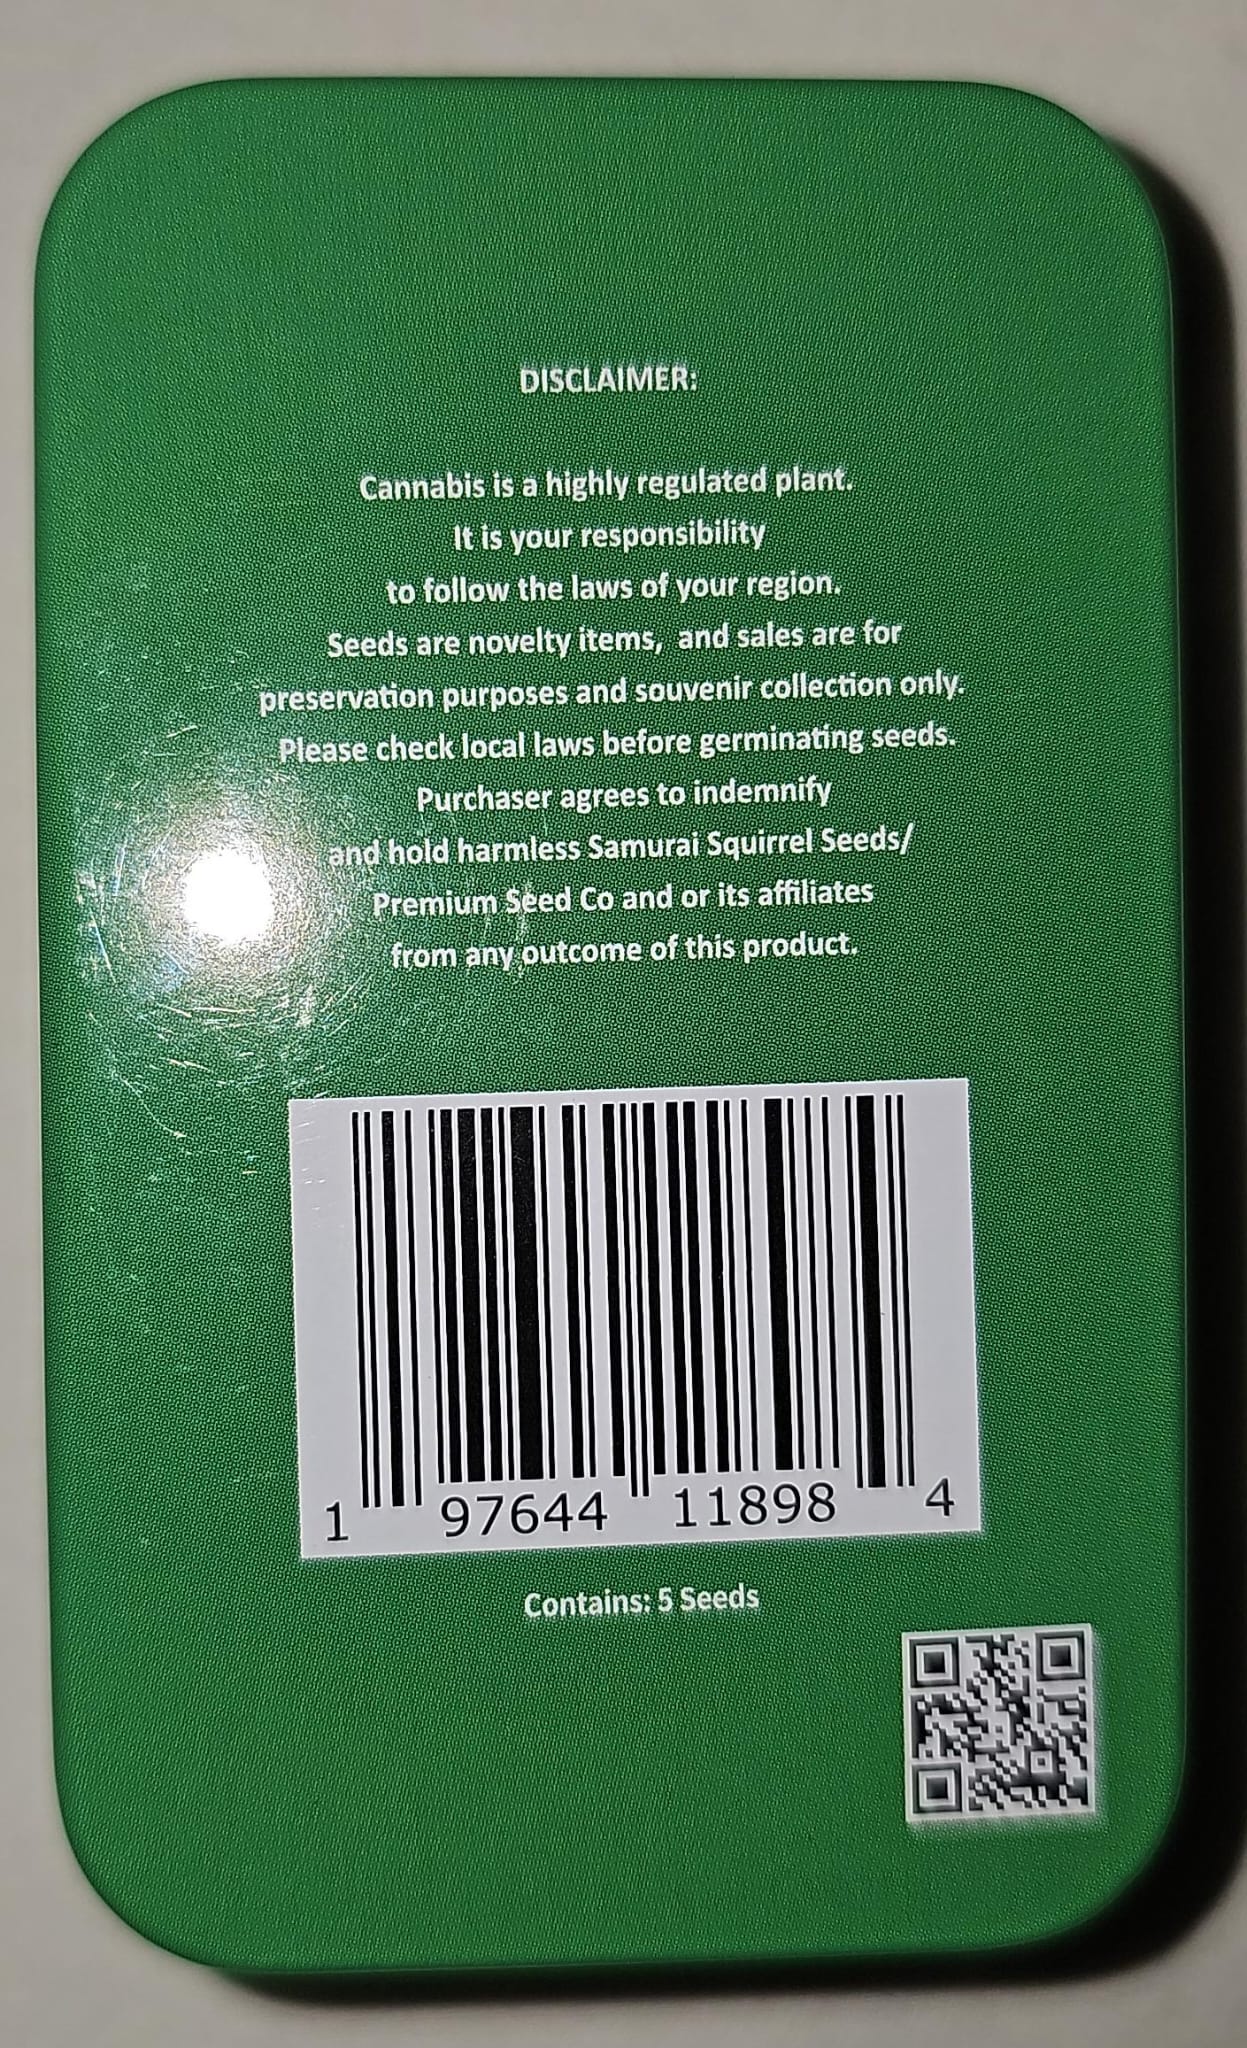 DISCLAIMER:
Cannabis is a highly regulated plant.
It is your responsibility
to follow the laws of your region.
Seeds are novelty items, and sales are for
preservation purposes and souvenir collection only.
Please check local laws before germinating seeds.
Purchaser agrees to indemnify
and hold harmless Samurai Squirrel Seeds/
Premium Seed Co and or its affiliates
from any outcome of this product.
1 97644 11898 4
Contains: 5 Seeds